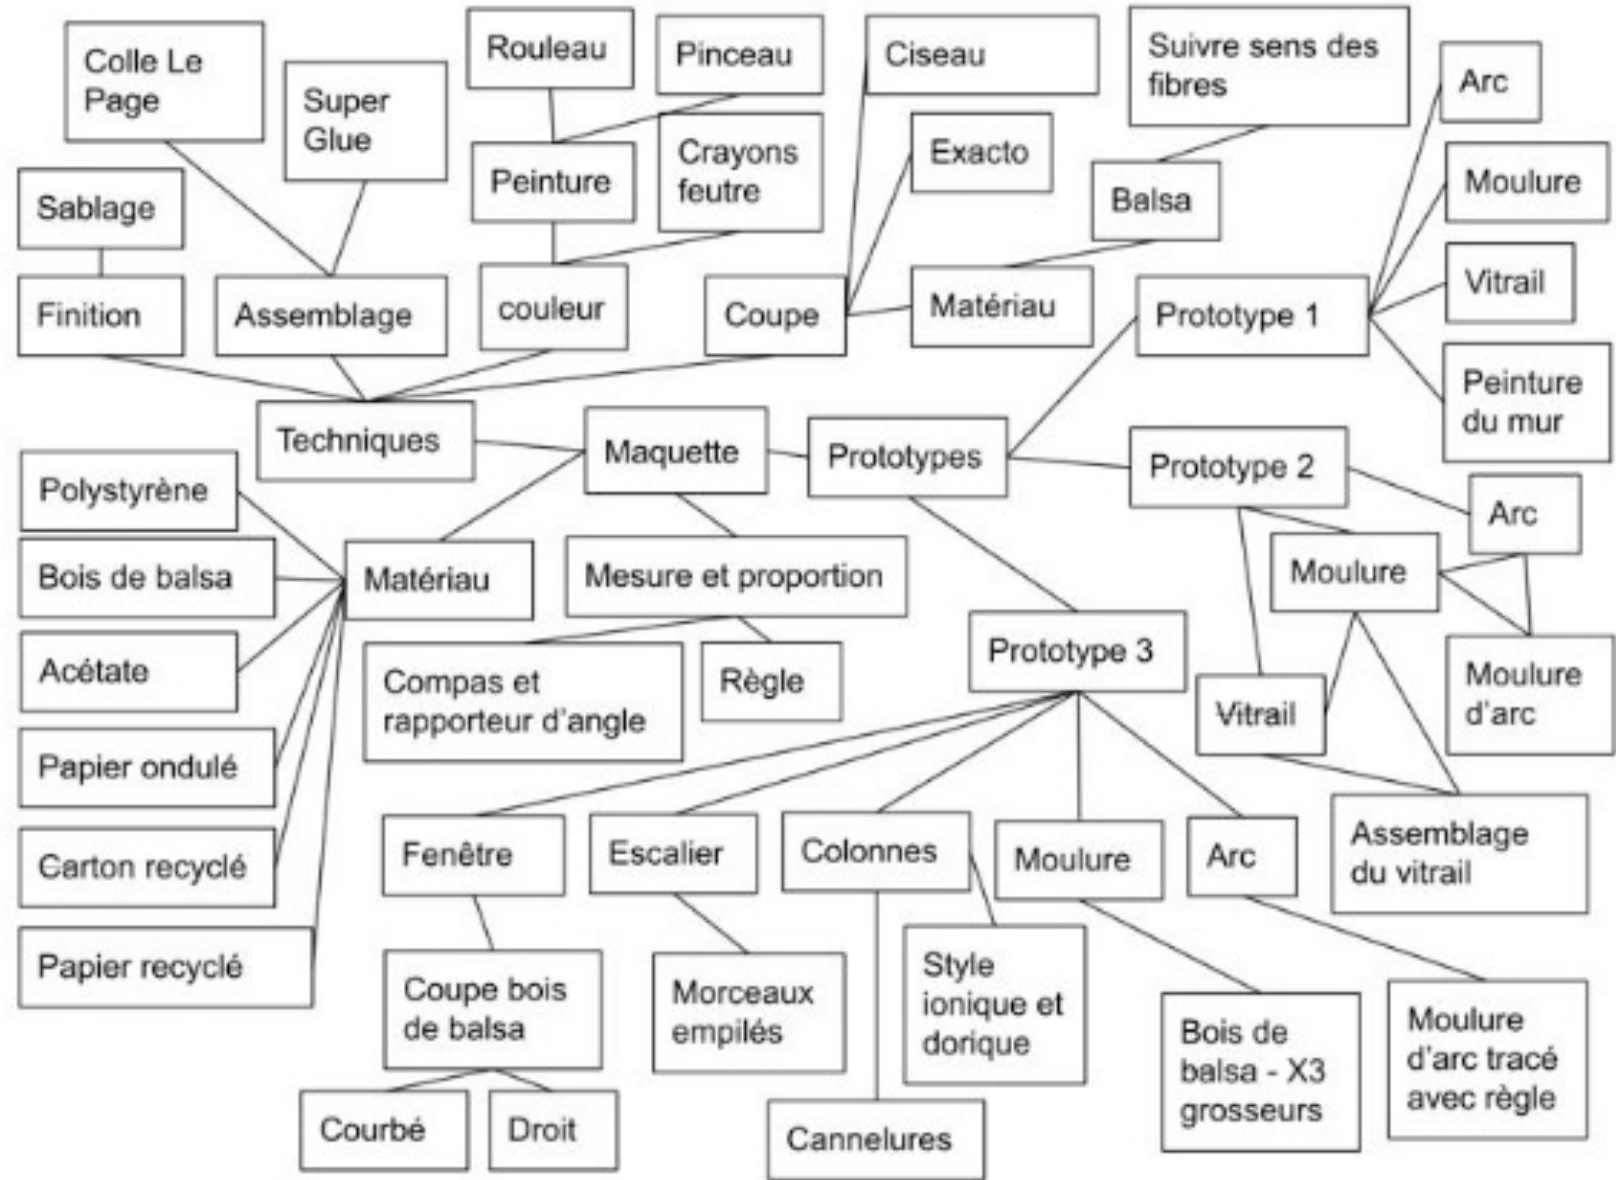 Colle Le
Page
Super
Glue
Rouleau
Pinceau
Ciseau
Suivre sens des
fibres
Arc
Sablage
Peinture
Crayons
feutre
Exacto
Balsa
Moulure
Finition
Assemblage
couleur
Coupe
Matériau
Prototype 1
Vitrail
Peinture
du mur
Techniques
Maquette
Prototypes
Prototype 2
Arc
Polystyrène
Bois de balsa
Matériau
Mesure et proportion
Moulure
Acétate
Compas et
rapporteur d'angle
Règle
Prototype 3
Vitrail
Moulure
d'arc
Papier ondulé
Carton recyclé
Papier recyclé
Fenêtre
Escalier
Colonnes
Moulure
Arc
Assemblage
du vitrail
Coupe bois
de balsa
Morceaux
empilés
Style
ionique et
dorique
Bois de
balsa - X3
grosseurs
Moulure
d'arc tracé
avec règle
Courbé
Droit
Cannelures